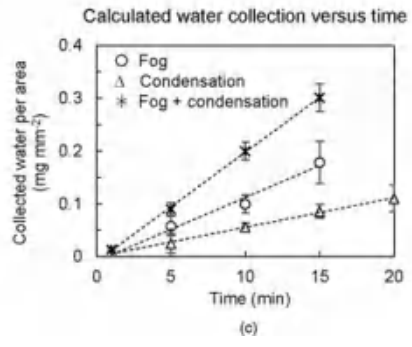 Calculated water collection versus time
Collected water per area
(mg mm-2)
0.4
0.3
0.2
0.1
0
Fog
Condensation
Fog + condensation
0
5
10
15
20
Time (min)
(c)